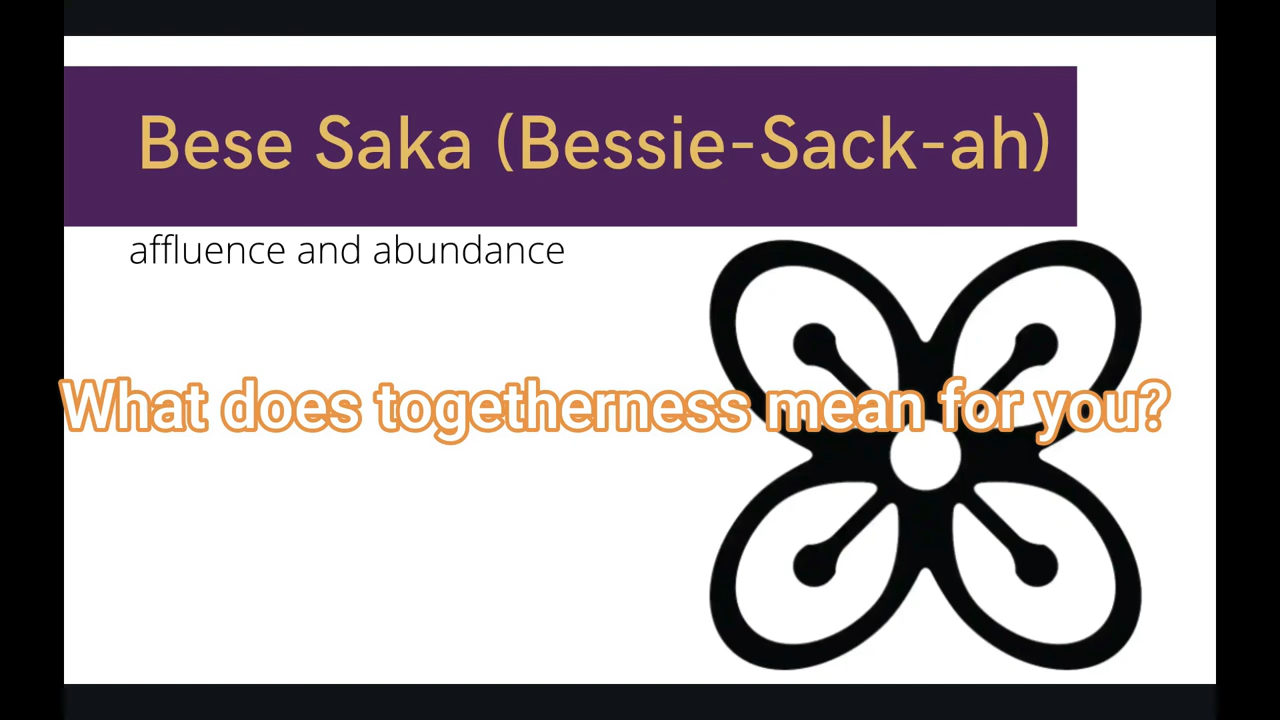 Bese Saka (Bessie-Sack-ah)
affluence and abundance
What does togetherness mean for you?